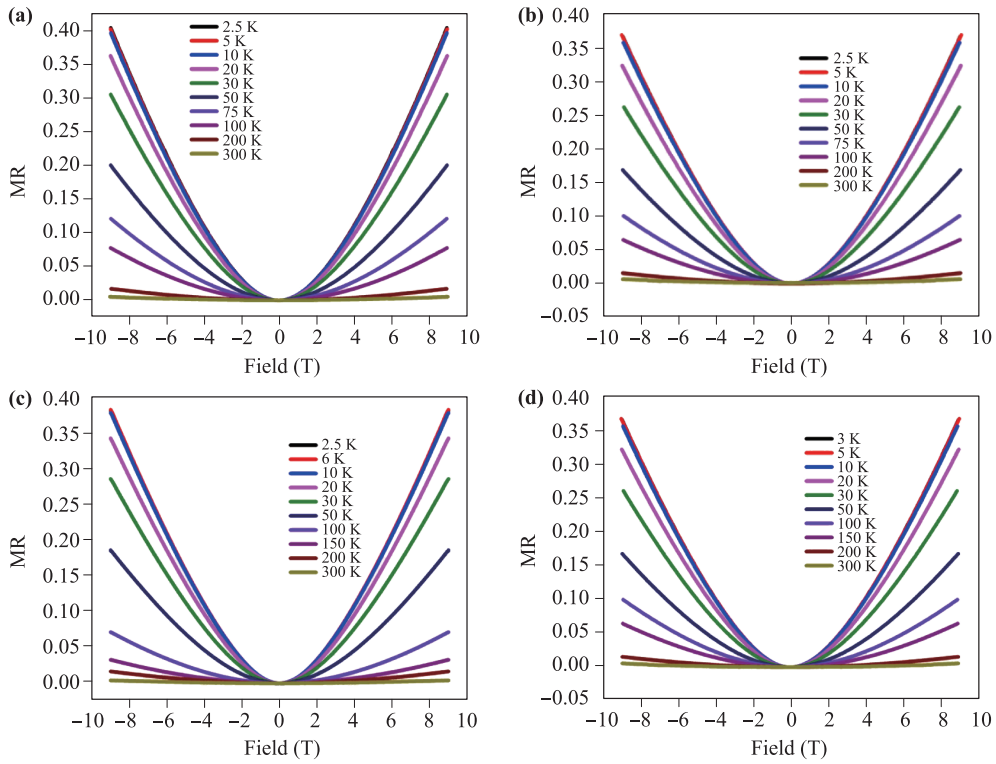 (a)
MR
0.40
0.35
0.30
0.25
0.20
0.15
0.10
0.05
0.00
2.5 K
5 K
10 K
20 K
30 K
50 K
75 K
100 K
200 K
300 K
−10 −8 −6 −4 −2 0 2 4 6 8 10
Field (T)
(b)
MR
0.40
0.35
0.30
0.25
0.20
0.15
0.10
0.05
0.00
−0.05
2.5 K
5 K
10 K
20 K
30 K
50 K
75 K
100 K
200 K
300 K
−10 −8 −6 −4 −2 0 2 4 6 8 10
Field (T)
(c)
MR
0.40
0.35
0.30
0.25
0.20
0.15
0.10
0.05
0.00
2.5 K
6 K
10 K
20 K
30 K
50 K
100 K
150 K
200 K
300 K
−10 −8 −6 −4 −2 0 2 4 6 8 10
Field (T)
(d)
MR
0.40
0.35
0.30
0.25
0.20
0.15
0.10
0.05
0.00
−0.05
3 K
5 K
10 K
20 K
30 K
50 K
100 K
150 K
200 K
300 K
−10 −8 −6 −4 −2 0 2 4 6 8 10
Field (T)